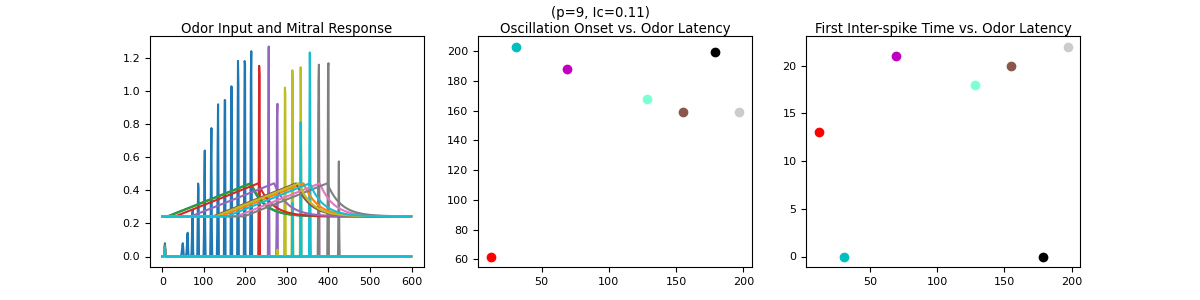 (p=9, Ic=0.11)
Odor Input and Mitral Response
Oscillation Onset vs. Odor Latency
First Inter-spike Time vs. Odor Latency
1.2
1.0
0.8
0.6
0.4
0.2
0.0
0 100 200 300 400 500 600
200
180
160
140
120
100
80
60
50 100 150 200
20
15
10
5
0
50 100 150 200